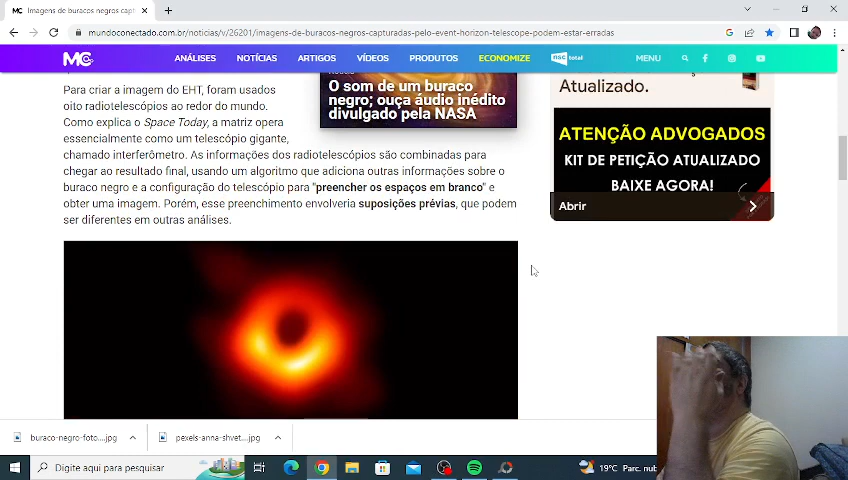 Imagens de buracos negros capt
mundoconectado.com.br/noticias/v/26201/imagens-de-buracos-negros-capturadas-pelo-event-horizon-telescope-podem-estar-erradas
MC
ANÁLISES
NOTÍCIAS
ARTIGOS
VÍDEOS
PRODUTOS
ECONOMIZE
nsc total
MENU
Para criar a imagem do EHT, foram usados
oito radiotelescópios ao redor do mundo.
Como explica o Space Today, a matriz opera
essencialmente como um telescópio gigante,
chamado interferômetro. As informações dos radiotelescópios são combinadas para
chegar ao resultado final, usando um algoritmo que adiciona outras informações sobre o
buraco negro e a configuração do telescópio para "preencher os espaços em branco" e
obter uma imagem. Porém, esse preenchimento envolveria suposições prévias, que podem
ser diferentes em outras análises.
O som de um buraco
negro; ouça áudio inédito
divulgado pela NASA
Atualizado.
ATENÇÃO ADVOGADOS
KIT DE PETIÇÃO ATUALIZADO
BAIXE AGORA!
Abrir
buraco-negro-foto....jpg
pexels-anna-shvet....jpg
Digite aqui para pesquisar
19°C Parc. nub